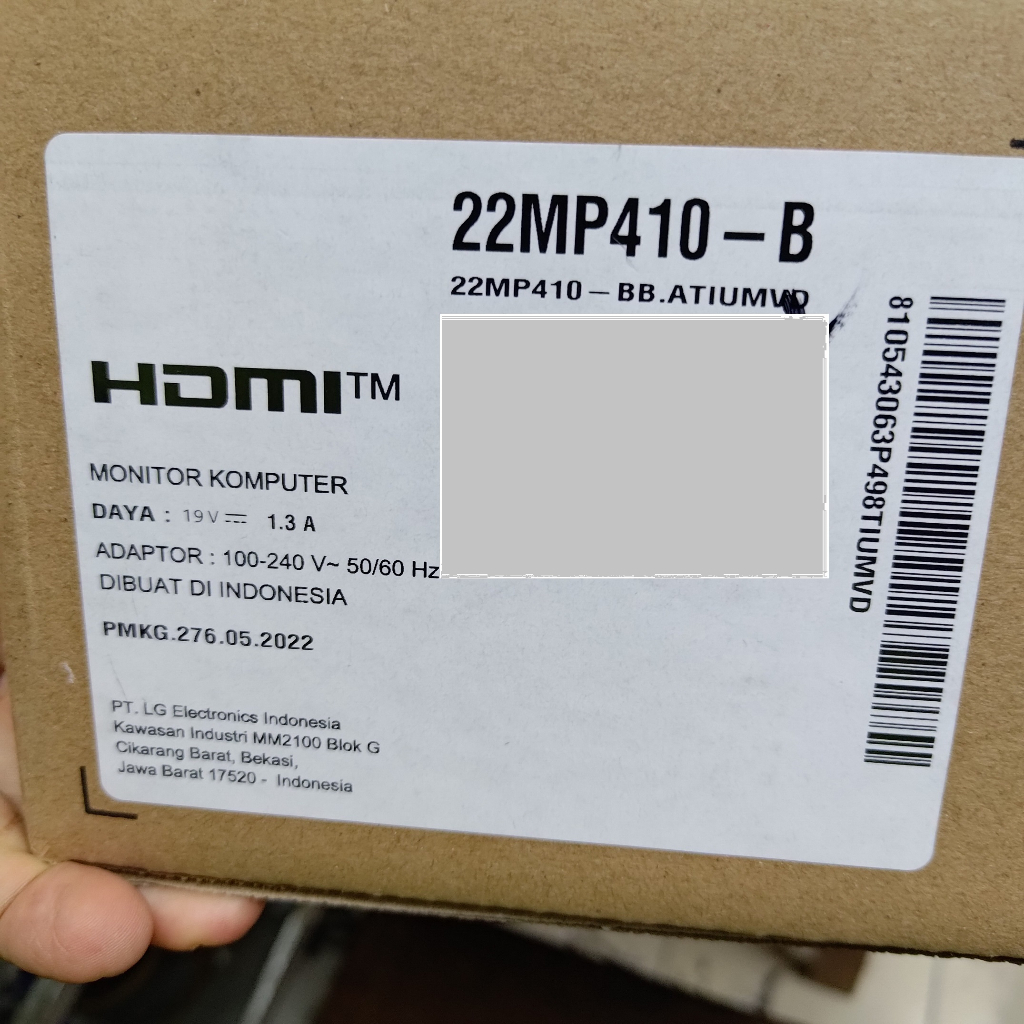 22MP410-B
22MP410-BB.ATIUMVD
HDMI™
MONITOR KOMPUTER
DAYA : 19V⎓ 1.3 A
ADAPTOR : 100-240 V~ 50/60 Hz
DIBUAT DI INDONESIA
PMKG.276.05.2022
PT. LG Electronics Indonesia
Kawasan Industri MM2100 Blok G
Cikarang Barat, Bekasi,
Jawa Barat 17520 - Indonesia
810543063P498TIUMVD